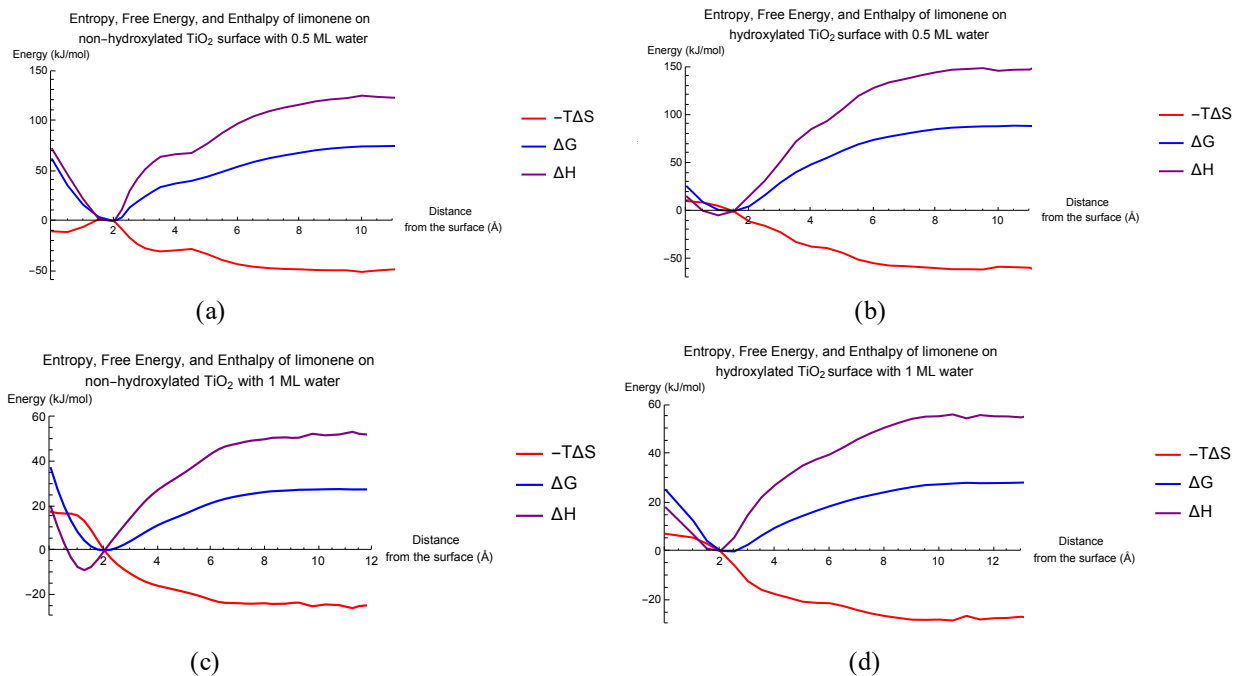 Entropy, Free Energy, and Enthalpy of limonene on
non−hydroxylated TiO₂ surface with 0.5 ML water
Energy (kJ/mol)
150
100
50
0
−50
2
4
6
8
10
Distance
from the surface (Å)
−TΔS
ΔG
ΔH
(a)
Entropy, Free Energy, and Enthalpy of limonene on
hydroxylated TiO₂ surface with 0.5 ML water
Energy (kJ/mol)
150
100
50
0
−50
2
4
6
8
10
Distance
from the surface (Å)
−TΔS
ΔG
ΔH
(b)
Entropy, Free Energy, and Enthalpy of limonene on
non−hydroxylated TiO₂ with 1 ML water
Energy (kJ/mol)
60
40
20
0
−20
2
4
6
8
10
12
Distance
from the surface (Å)
−TΔS
ΔG
ΔH
(c)
Entropy, Free Energy, and Enthalpy of limonene on
hydroxylated TiO₂ surface with 1 ML water
Energy (kJ/mol)
60
40
20
0
−20
2
4
6
8
10
12
Distance
from the surface (Å)
−TΔS
ΔG
ΔH
(d)